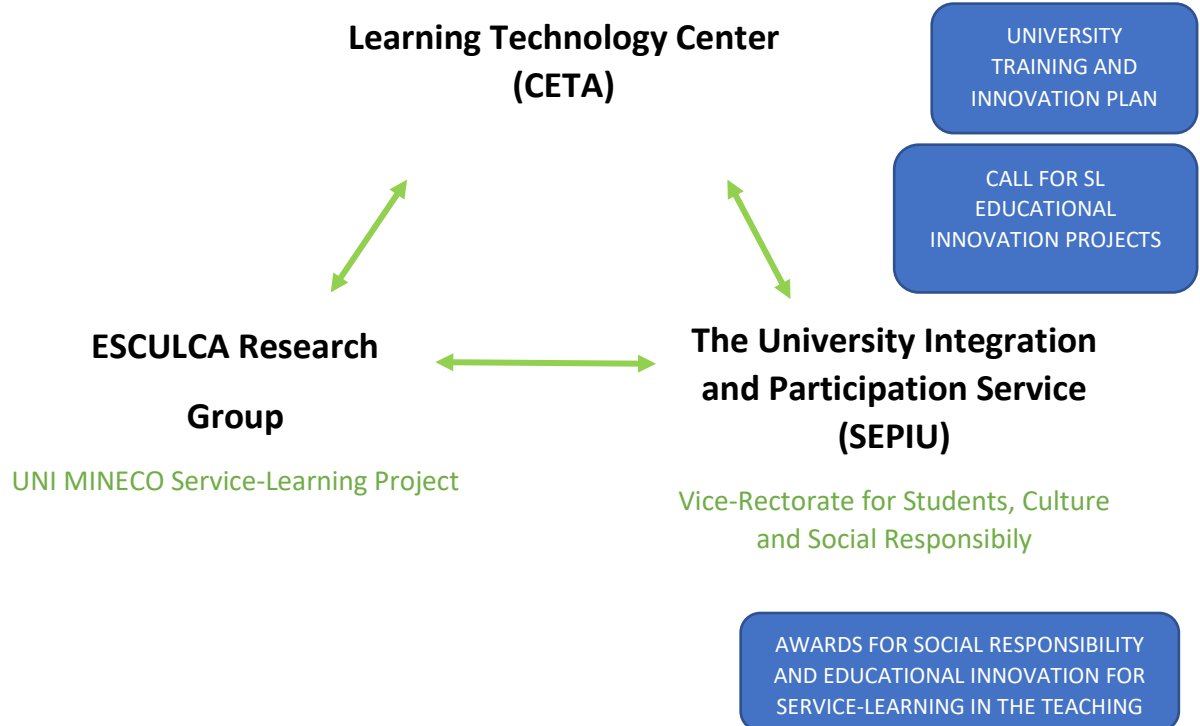 Learning Technology Center
(CETA)
UNIVERSITY
TRAINING AND
INNOVATION PLAN
CALL FOR SL
EDUCATIONAL
INNOVATION PROJECTS
ESCULCA Research
Group
UNI MINECO Service-Learning Project
The University Integration
and Participation Service
(SEPIU)
Vice-Rectorate for Students, Culture
and Social Responsibily
AWARDS FOR SOCIAL RESPONSIBILITY
AND EDUCATIONAL INNOVATION FOR
SERVICE-LEARNING IN THE TEACHING